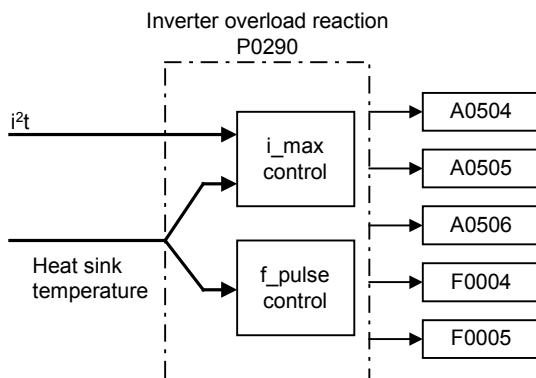 Inverter overload reaction
P0290
i²t
i_max
control
Heat sink
temperature
f_pulse
control
A0504
A0505
A0506
F0004
F0005